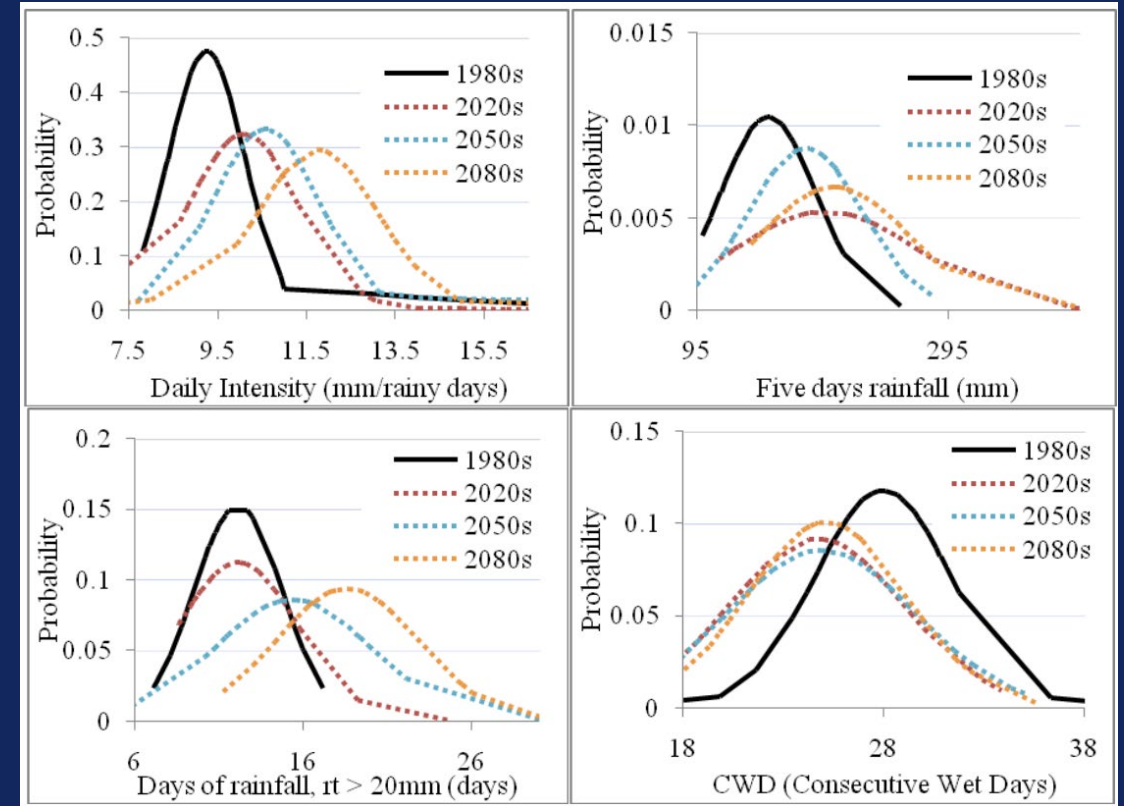 0.5
0.4
0.3
0.2
0.1
0
Probability
1980s
2020s
2050s
2080s
7.5 9.5 11.5 13.5 15.5
Daily Intensity (mm/rainy days)
0.015
0.01
0.005
0
Probability
1980s
2020s
2050s
2080s
95 295
Five days rainfall (mm)
0.2
0.15
0.1
0.05
0
Probability
1980s
2020s
2050s
2080s
6 16 26
Days of rainfall, rt > 20mm (days)
0.15
0.1
0.05
0
Probability
1980s
2020s
2050s
2080s
18 28 38
CWD (Consecutive Wet Days)